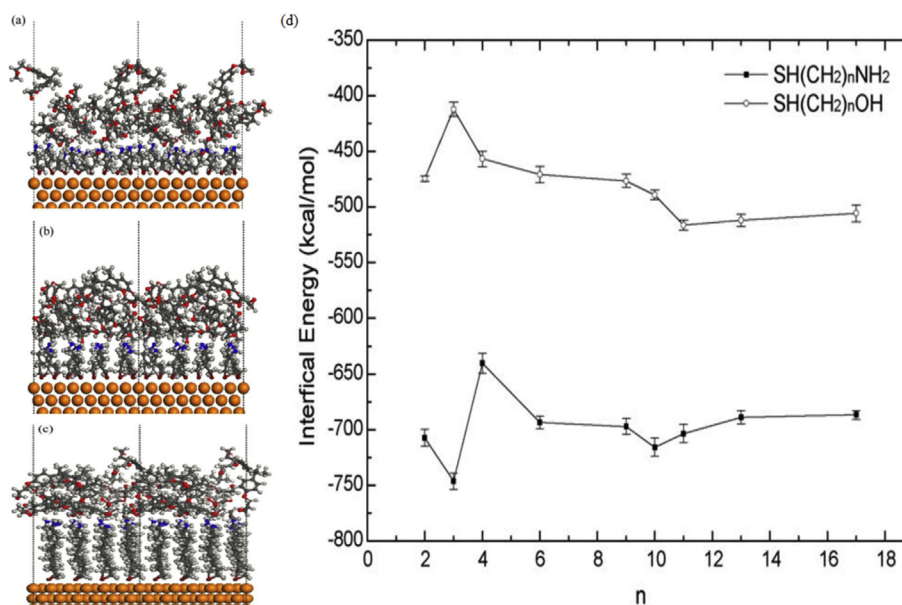 (a)
(b)
(c)
(d)
-350
-400
-450
-500
-550
-600
-650
-700
-750
-800
Interfical Energy (kcal/mol)
SH(CH2)nNH2
SH(CH2)nOH
0 2 4 6 8 10 12 14 16 18
n